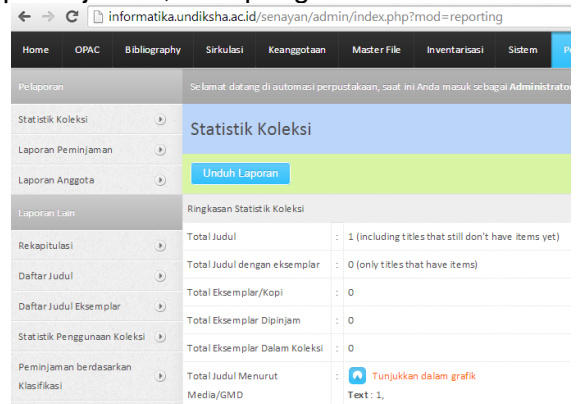 informatika.undiksha.ac.id/senayan/admin/index.php?mod=reporting
Home OPAC Bibliography Sirkulasi Keanggotaan Master File Inventarisasi Sistem
Pelaporan
Selamat datang di automasi perpustakaan, saat ini Anda masuk sebagai Administrator
Statistik Koleksi
Laporan Peminjaman
Laporan Anggota
Laporan Lain
Rekapitulasi
Daftar Judul
Daftar Judul Eksemplar
Statistik Penggunaan Koleksi
Peminjaman berdasarkan
Klasifikasi
Statistik Koleksi
Unduh Laporan
Ringkasan Statistik Koleksi
Total Judul : 1 (including titles that still don't have items yet)
Total Judul dengan eksemplar : 0 (only titles that have items)
Total Eksemplar/Kopi : 0
Total Eksemplar Dipinjam : 0
Total Eksemplar Dalam Koleksi : 0
Total Judul Menurut : Tunjukkan dalam grafik
Media/GMD Text : 1,